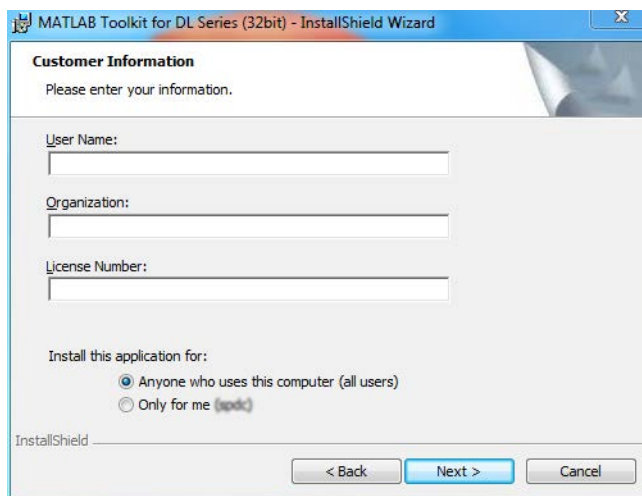 MATLAB Toolkit for DL Series (32bit) - InstallShield Wizard
Customer Information
Please enter your information.
User Name:
Organization:
License Number:
Install this application for:
Anyone who uses this computer (all users)
Only for me
InstallShield
< Back
Next >
Cancel